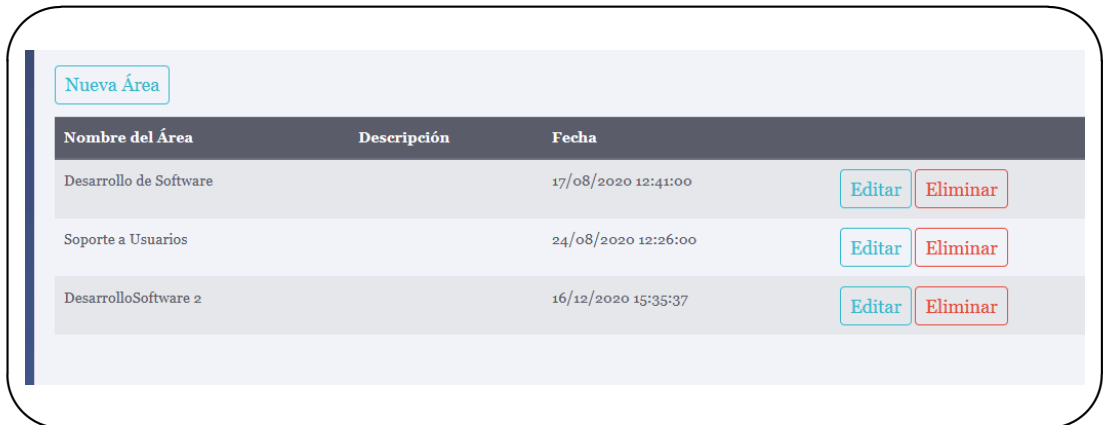 Nueva Área
Nombre del Área Descripción Fecha
Desarrollo de Software 17/08/2020 12:41:00 Editar Eliminar
Soporte a Usuarios 24/08/2020 12:26:00 Editar Eliminar
DesarrolloSoftware 2 16/12/2020 15:35:37 Editar Eliminar